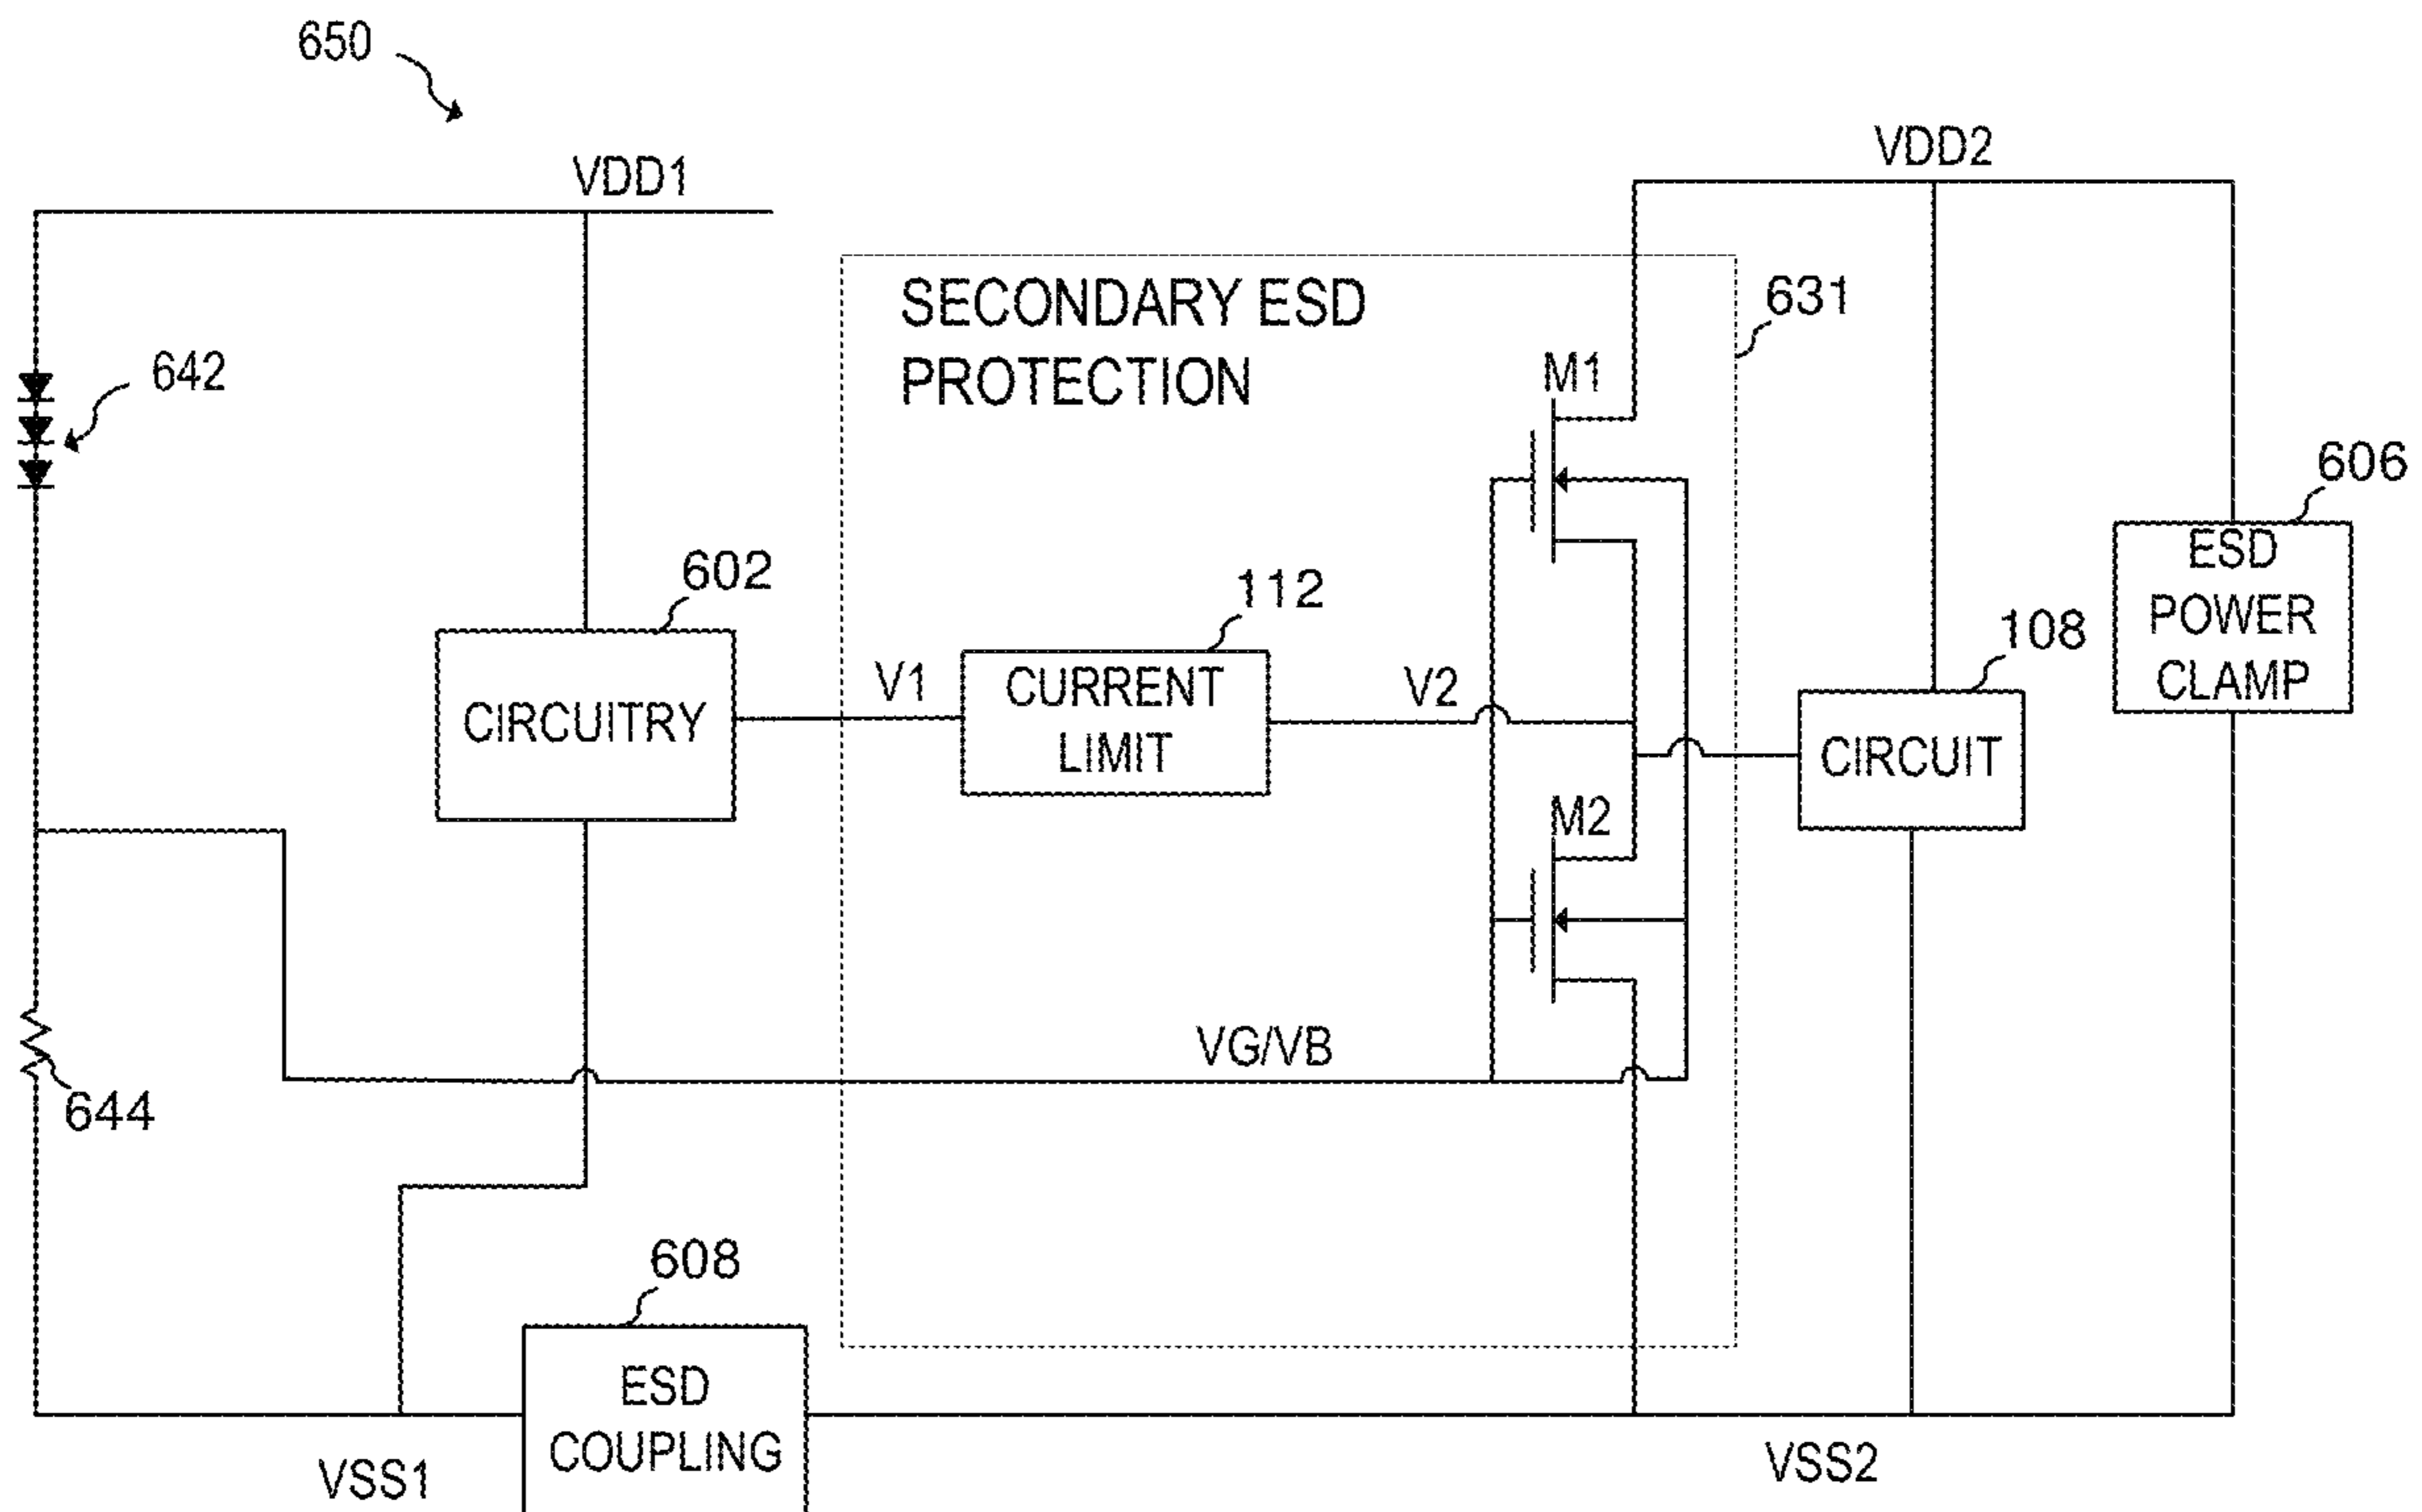 650
VDD1
VDD2
SECONDARY ESD
PROTECTION
631
M1
642
606
ESD
POWER
CLAMP
602
CIRCUITRY
V1
112
CURRENT
LIMIT
V2
108
CIRCUIT
M2
VG/VB
644
608
ESD
COUPLING
VSS1
VSS2